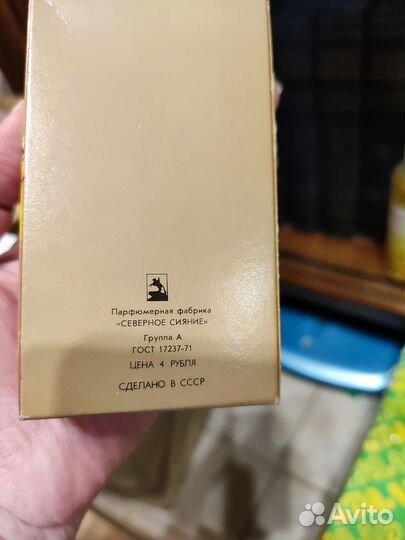 Парфюмерная фабрика
«СЕВЕРНОЕ СИЯНИЕ»
Группа А
ГОСТ 17237-71
ЦЕНА 4 РУБЛЯ
СДЕЛАНО В СССР
Avito